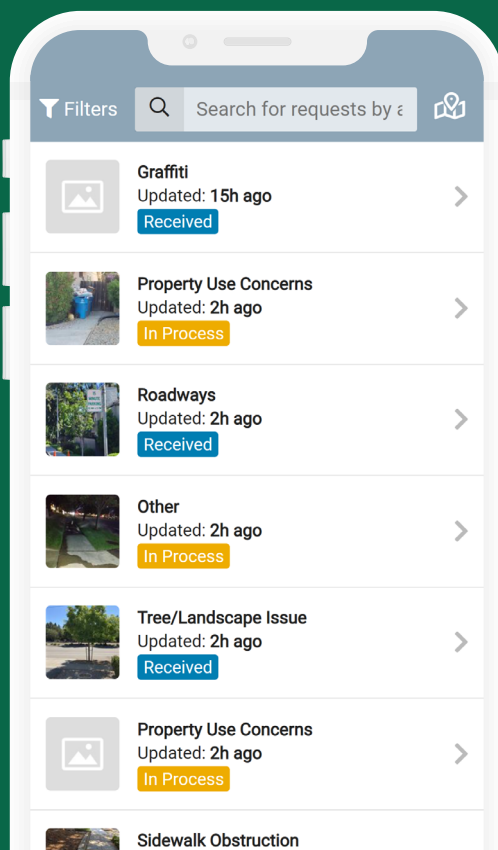 Filters
Search for requests by a
Graffiti
Updated: 15h ago
Received
Property Use Concerns
Updated: 2h ago
In Process
Roadways
Updated: 2h ago
Received
Other
Updated: 2h ago
In Process
Tree/Landscape Issue
Updated: 2h ago
Received
Property Use Concerns
Updated: 2h ago
In Process
Sidewalk Obstruction